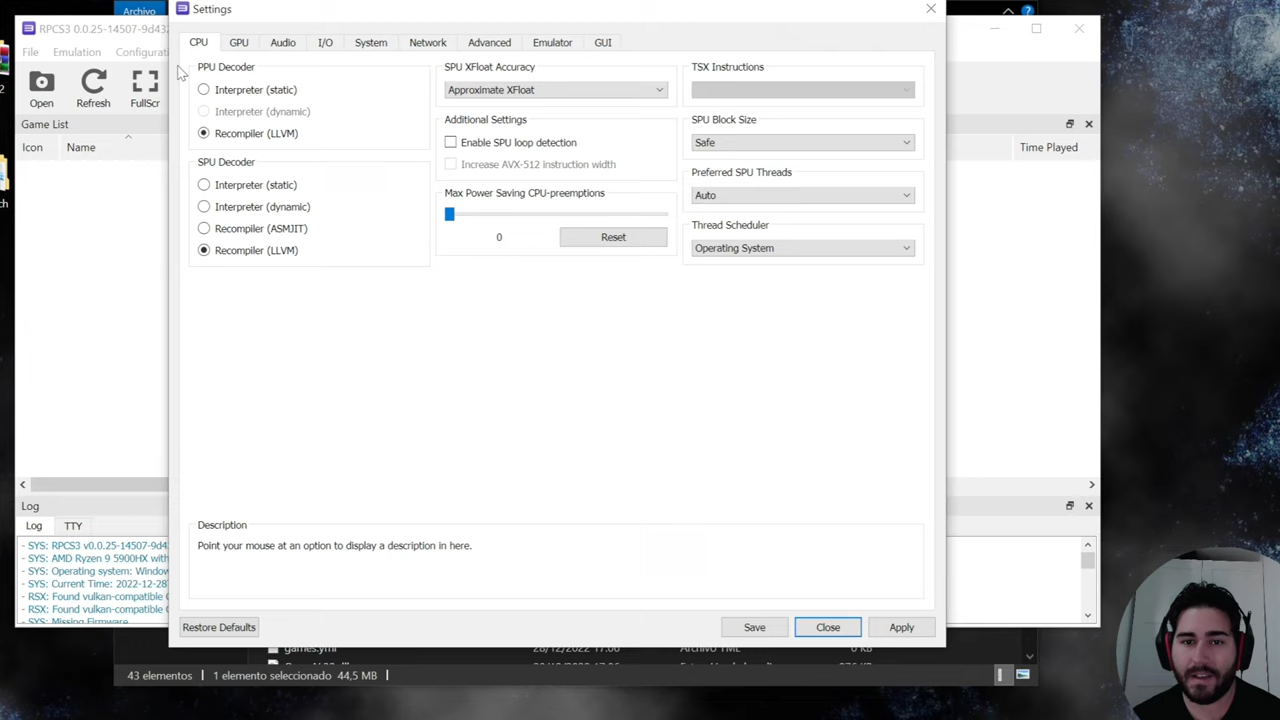 Archivo
RPCS3 0.0.25-14507-9d432
Settings
File Emulation Configurati
CPU GPU Audio I/O System Network Advanced Emulator GUI
Open Refresh FullScr
Game List
Icon Name
Time Played
PPU Decoder
Interpreter (static)
Interpreter (dynamic)
Recompiler (LLVM)
SPU Decoder
Interpreter (static)
Interpreter (dynamic)
Recompiler (ASMJIT)
Recompiler (LLVM)
SPU XFloat Accuracy
Approximate XFloat
Additional Settings
Enable SPU loop detection
Increase AVX-512 instruction width
Max Power Saving CPU-preemptions
0 Reset
TSX Instructions
SPU Block Size
Safe
Preferred SPU Threads
Auto
Thread Scheduler
Operating System
Description
Point your mouse at an option to display a description in here.
Restore Defaults Save Close Apply
Log
Log TTY
- SYS: RPCS3 v0.0.25-14507-9d43
- SYS: AMD Ryzen 9 5900HX with
- SYS: Operating system: Window
- SYS: Current Time: 2022-12-28
- RSX: Found vulkan-compatible
- RSX: Found vulkan-compatible
- SYS: Missing Firmware
games.yml 28/12/2022 17:06 Archivo YML 0 KB
43 elementos 1 elemento seleccionado 44,5 MB